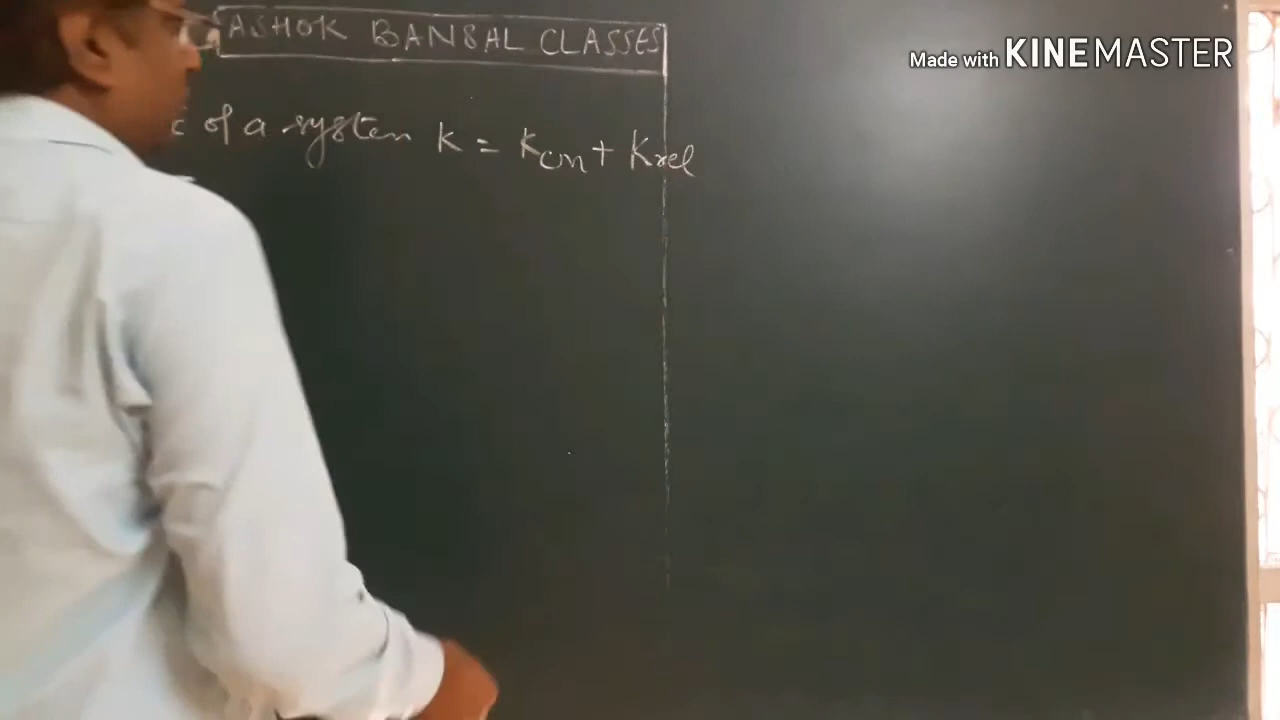 ASHOK BANSAL CLASSES
Made with KINEMASTER
of a system K = Kcm + Krel